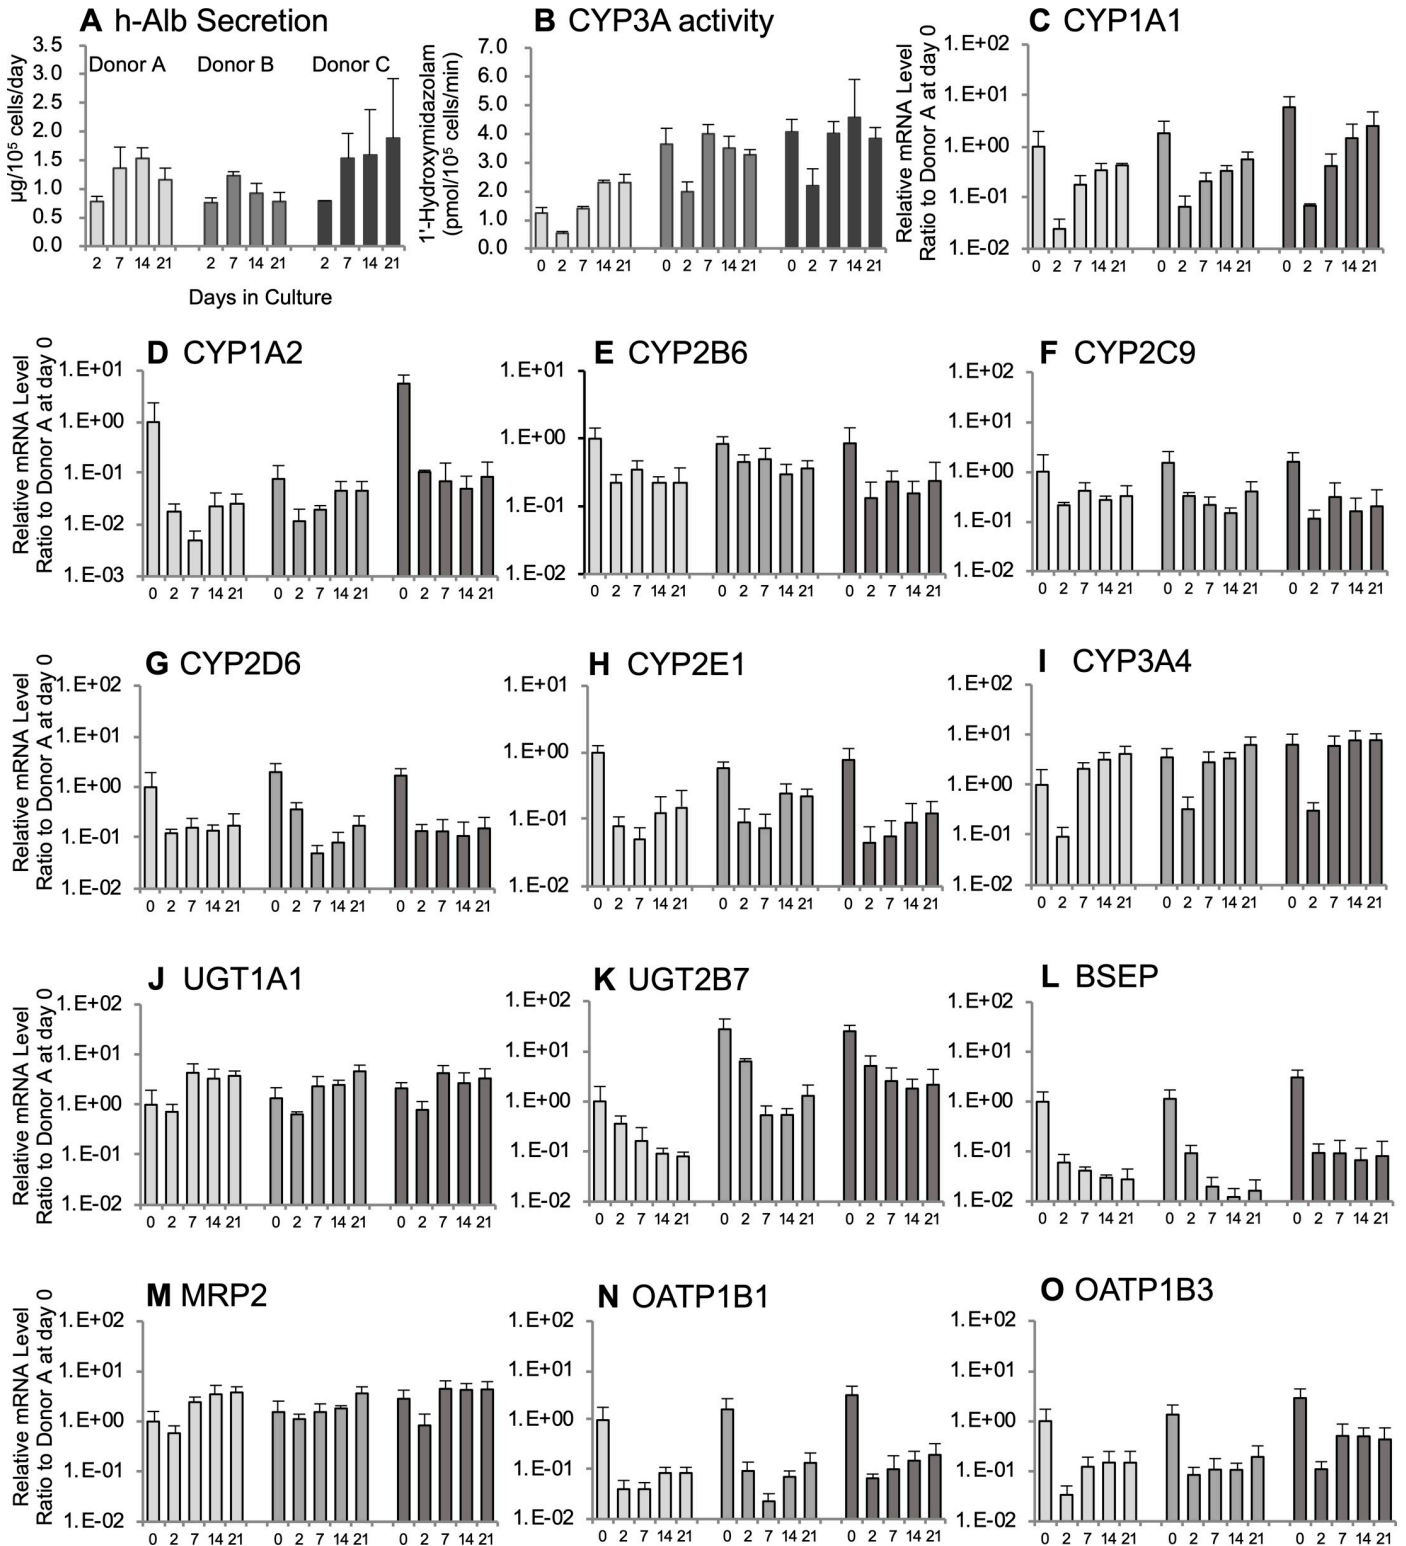 A h-Alb Secretion
µg/10⁵ cells/day
3.5
3.0
2.5
2.0
1.5
1.0
0.5
0.0
Donor A
Donor B
Donor C
2 7 14 21 2 7 14 21 2 7 14 21
Days in Culture
B CYP3A activity
1'-Hydroxymidazolam
(pmol/10⁵ cells/min)
7.0
6.0
5.0
4.0
3.0
2.0
1.0
0.0
0 2 7 14 21 0 2 7 14 21 0 2 7 14 21
C CYP1A1
Relative mRNA Level
Ratio to Donor A at day 0
1.E+02
1.E+01
1.E+00
1.E-01
1.E-02
0 2 7 14 21 0 2 7 14 21 0 2 7 14 21
D CYP1A2
Relative mRNA Level
Ratio to Donor A at day 0
1.E+01
1.E+00
1.E-01
1.E-02
1.E-03
0 2 7 14 21 0 2 7 14 21 0 2 7 14 21
E CYP2B6
1.E+01
1.E+00
1.E-01
1.E-02
0 2 7 14 21 0 2 7 14 21 0 2 7 14 21
F CYP2C9
1.E+02
1.E+01
1.E+00
1.E-01
1.E-02
0 2 7 14 21 0 2 7 14 21 0 2 7 14 21
G CYP2D6
Relative mRNA Level
Ratio to Donor A at day 0
1.E+02
1.E+01
1.E+00
1.E-01
1.E-02
0 2 7 14 21 0 2 7 14 21 0 2 7 14 21
H CYP2E1
1.E+01
1.E+00
1.E-01
1.E-02
0 2 7 14 21 0 2 7 14 21 0 2 7 14 21
I CYP3A4
1.E+02
1.E+01
1.E+00
1.E-01
1.E-02
0 2 7 14 21 0 2 7 14 21 0 2 7 14 21
J UGT1A1
Relative mRNA Level
Ratio to Donor A at day 0
1.E+02
1.E+01
1.E+00
1.E-01
1.E-02
0 2 7 14 21 0 2 7 14 21 0 2 7 14 21
K UGT2B7
1.E+02
1.E+01
1.E+00
1.E-01
1.E-02
0 2 7 14 21 0 2 7 14 21 0 2 7 14 21
L BSEP
1.E+02
1.E+01
1.E+00
1.E-01
1.E-02
0 2 7 14 21 0 2 7 14 21 0 2 7 14 21
M MRP2
Relative mRNA Level
Ratio to Donor A at day 0
1.E+02
1.E+01
1.E+00
1.E-01
1.E-02
0 2 7 14 21 0 2 7 14 21 0 2 7 14 21
N OATP1B1
1.E+02
1.E+01
1.E+00
1.E-01
1.E-02
0 2 7 14 21 0 2 7 14 21 0 2 7 14 21
O OATP1B3
1.E+02
1.E+01
1.E+00
1.E-01
1.E-02
0 2 7 14 21 0 2 7 14 21 0 2 7 14 21